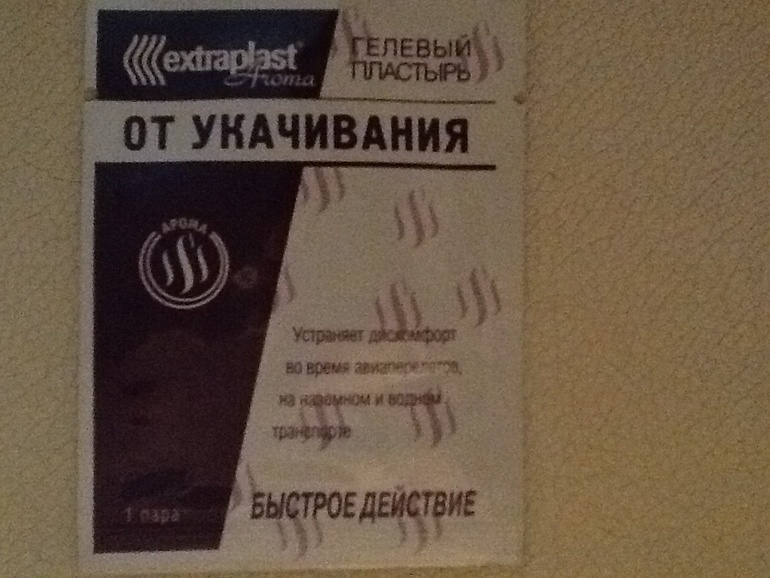 extraplast
Aroma
ГЕЛЕВЫЙ
ПЛАСТЫРЬ
ОТ УКАЧИВАНИЯ
АРОМА
Устраняет дискомфорт
во время авиаперелетов,
на наземном и водном
транспорте
1 пара
БЫСТРОЕ ДЕЙСТВИЕ